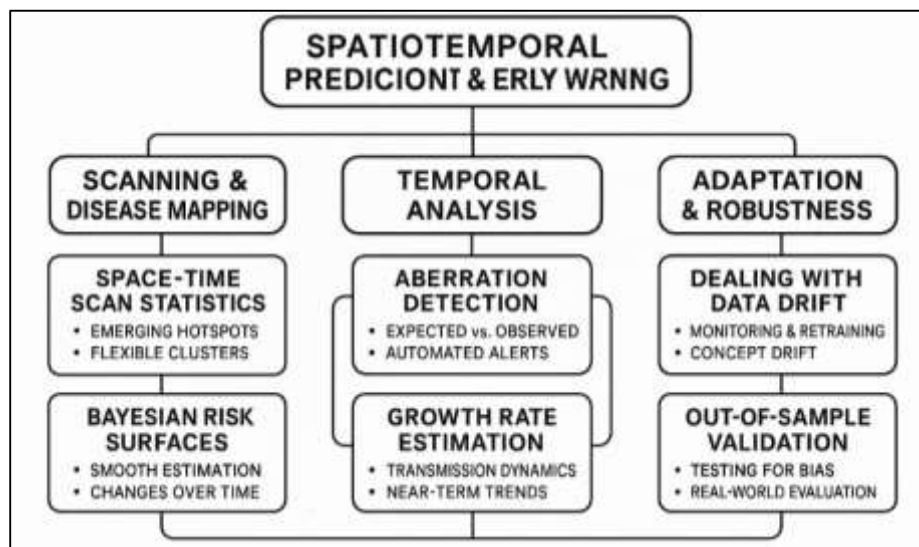 SPATIOTEMPORAL
PREDICIONT & ERLY WRNNG
SCANNING &
DISEASE MAPPING
SPACE-TIME
SCAN STATISTICS
• EMERGING HOTSPOTS
• FLEXIBLE CLUSTERS
BAYESIAN RISK
SURFACES
• SMOOTH ESTIMATION
• CHANGES OVER TIME
TEMPORAL
ANALYSIS
ABERRATION
DETECTION
• EXPECTED vs. OBSERVED
• AUTOMATED ALERTS
GROWTH RATE
ESTIMATION
• TRANSMISSION DYNAMICS
• NEAR-TERM TRENDS
ADAPTATION
& ROBUSTNESS
DEALING WITH
DATA DRIFT
• MONITORING & RETRAINING
• CONCEPT DRIFT
OUT-OF-SAMPLE
VALIDATION
• TESTING FOR BIAS
• REAL-WORLD EVALUATION